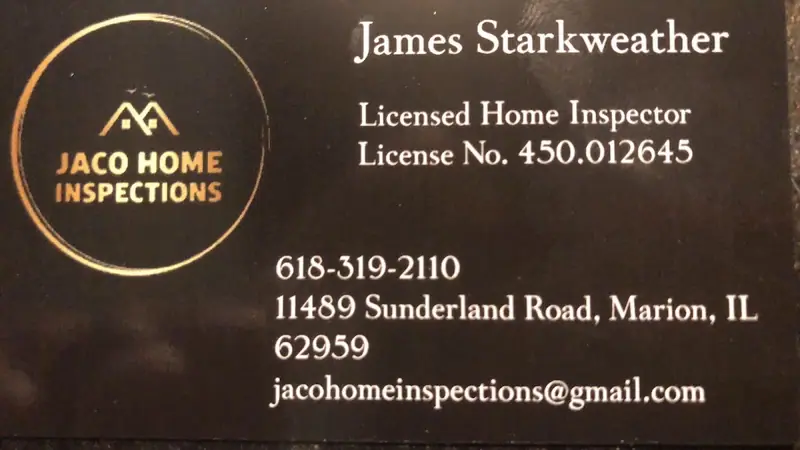 James Starkweather
Licensed Home Inspector
License No. 450.012645
JACO HOME
INSPECTIONS
618-319-2110
11489 Sunderland Road, Marion, IL
62959
jacohomeinspections@gmail.com